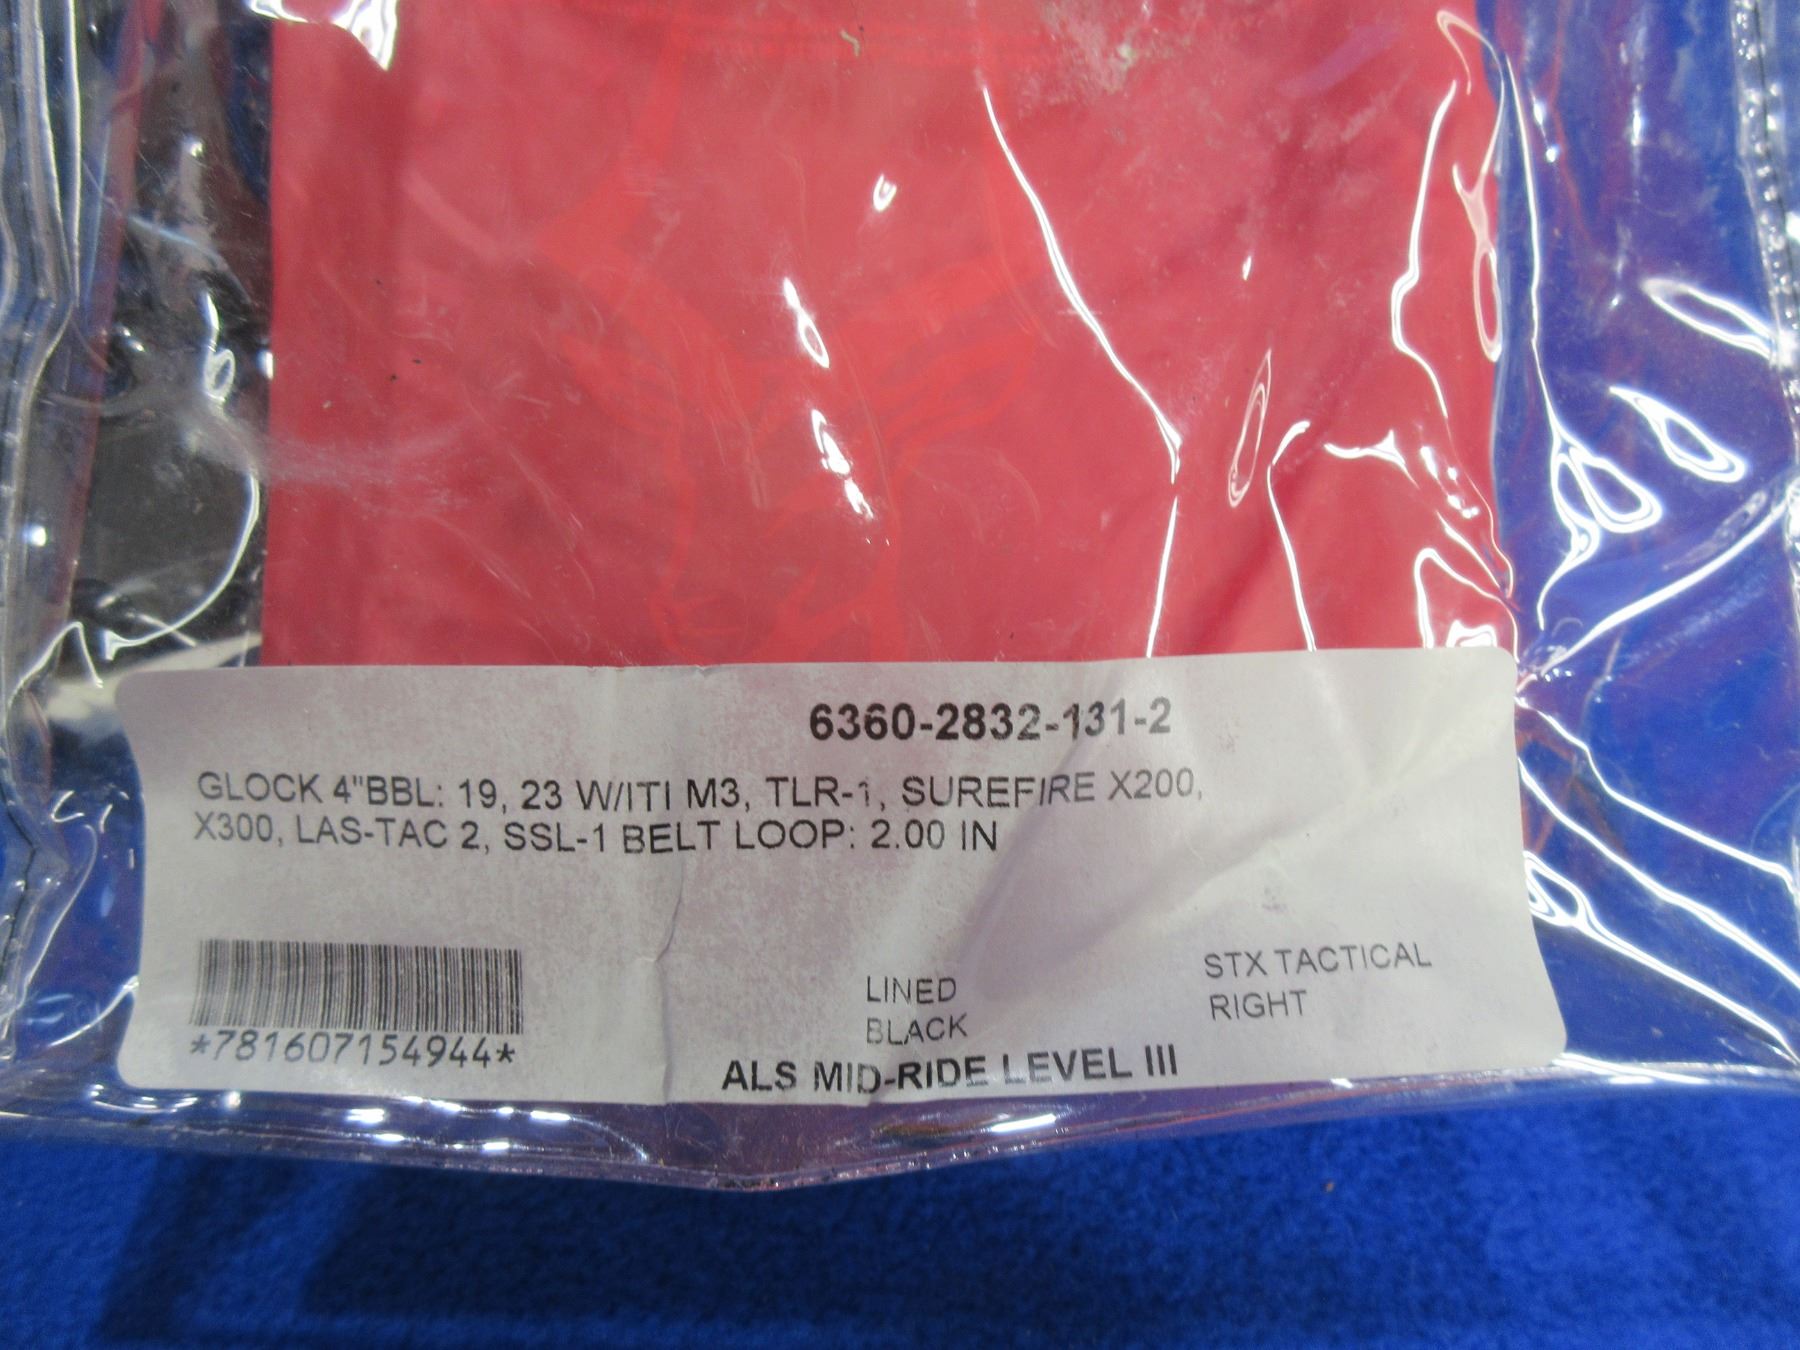 6360-2832-131-2
GLOCK 4"BBL: 19, 23 W/ITI M3, TLR-1, SUREFIRE X200,
X300, LAS-TAC 2, SSL-1 BELT LOOP: 2.00 IN
*781607154944*
LINED
BLACK
STX TACTICAL
RIGHT
ALS MID-RIDE LEVEL III